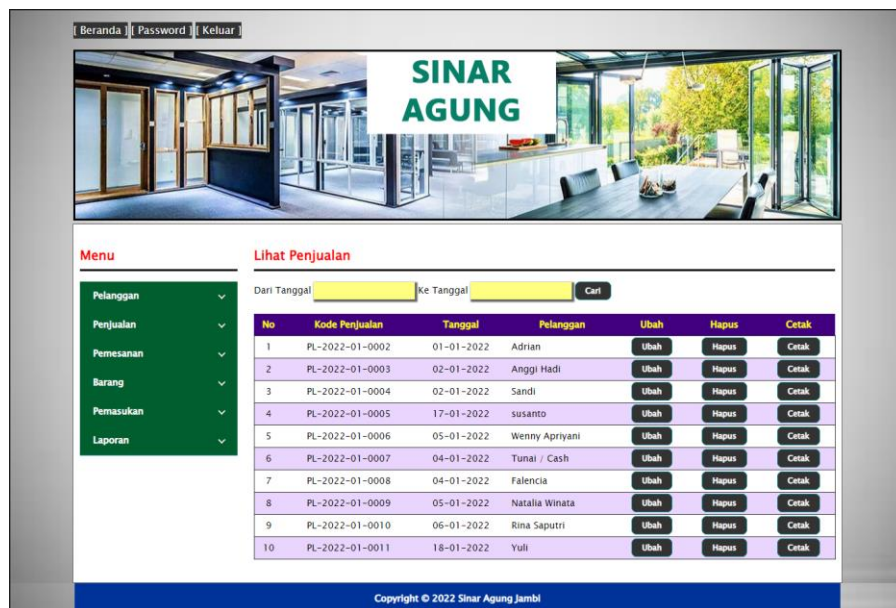 [ Beranda ] [ Password ] [ Keluar ]
SINAR
AGUNG
Menu
Pelanggan
Penjualan
Pemesanan
Barang
Pemasukan
Laporan
Lihat Penjualan
Dari Tanggal Ke Tanggal Cari
No Kode Penjualan Tanggal Pelanggan Ubah Hapus Cetak
1 PL-2022-01-0002 01-01-2022 Adrian Ubah Hapus Cetak
2 PL-2022-01-0003 02-01-2022 Anggi Hadi Ubah Hapus Cetak
3 PL-2022-01-0004 02-01-2022 Sandi Ubah Hapus Cetak
4 PL-2022-01-0005 17-01-2022 susanto Ubah Hapus Cetak
5 PL-2022-01-0006 05-01-2022 Wenny Apriyani Ubah Hapus Cetak
6 PL-2022-01-0007 04-01-2022 Tunai / Cash Ubah Hapus Cetak
7 PL-2022-01-0008 04-01-2022 Falencia Ubah Hapus Cetak
8 PL-2022-01-0009 05-01-2022 Natalia Winata Ubah Hapus Cetak
9 PL-2022-01-0010 06-01-2022 Rina Saputri Ubah Hapus Cetak
10 PL-2022-01-0011 18-01-2022 Yuli Ubah Hapus Cetak
Copyright © 2022 Sinar Agung Jambi